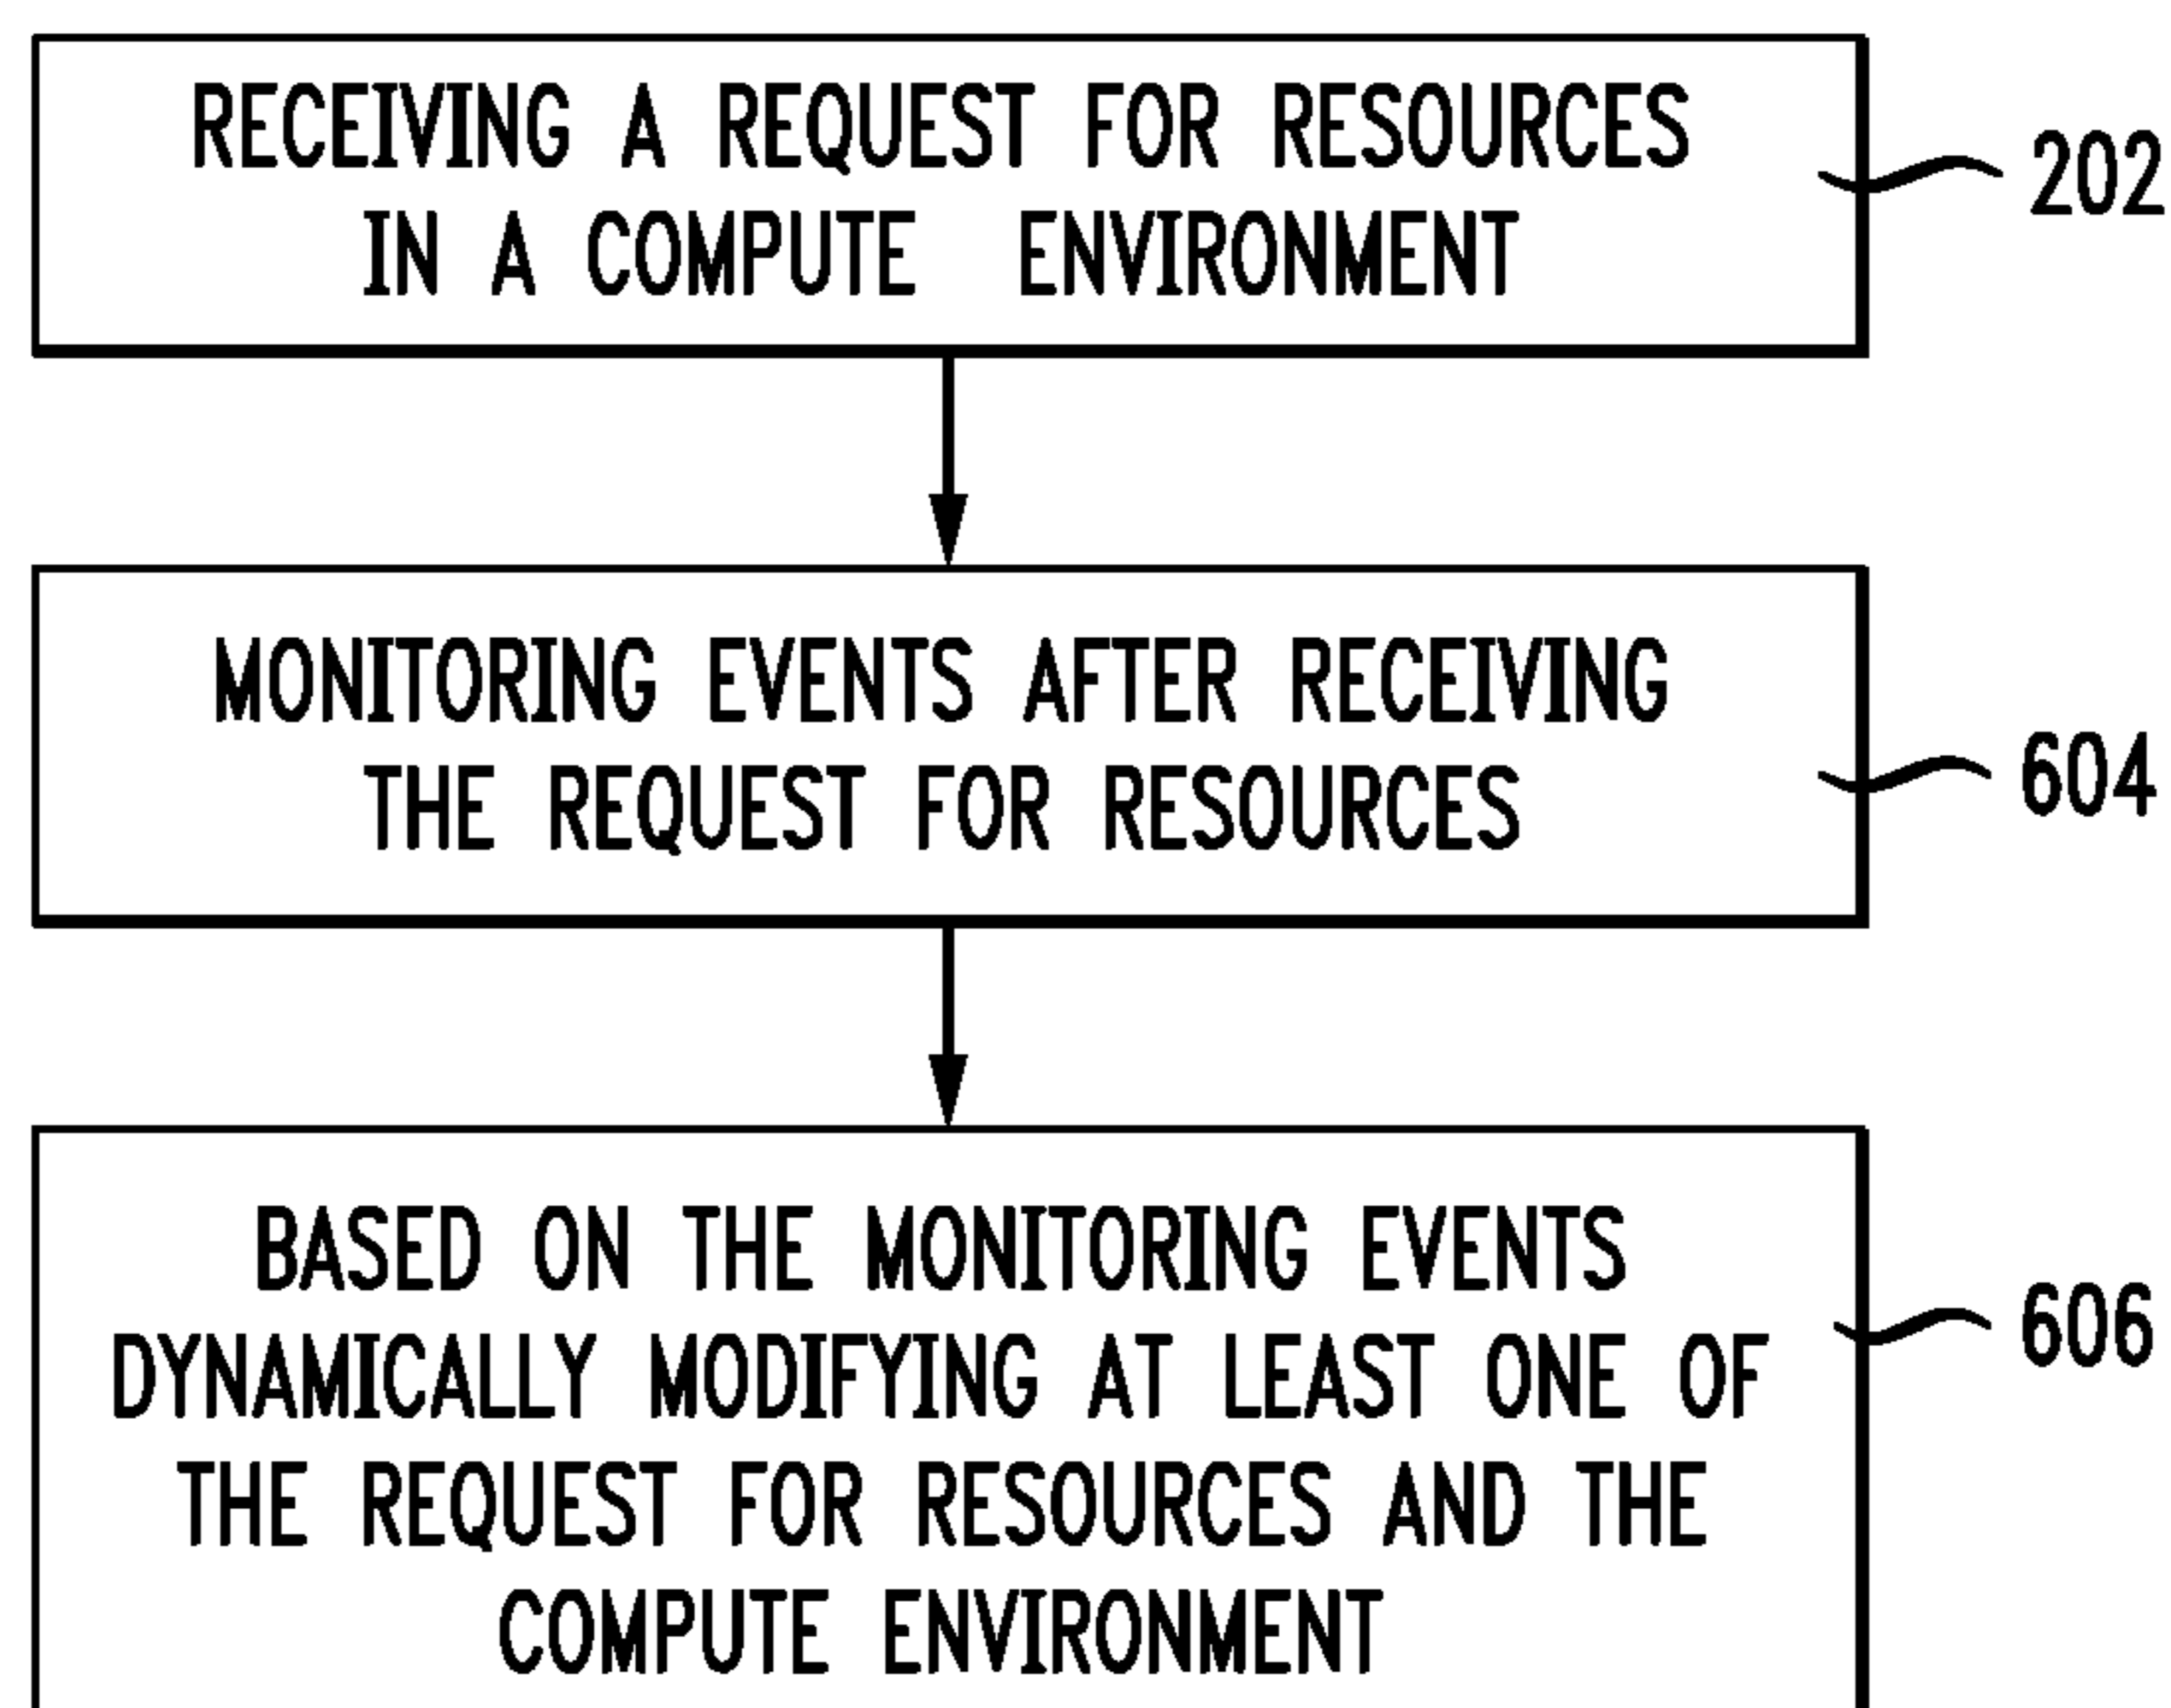 RECEIVING A REQUEST FOR RESOURCES
IN A COMPUTE ENVIRONMENT
202
MONITORING EVENTS AFTER RECEIVING
THE REQUEST FOR RESOURCES
604
BASED ON THE MONITORING EVENTS
DYNAMICALLY MODIFYING AT LEAST ONE OF
THE REQUEST FOR RESOURCES AND THE
COMPUTE ENVIRONMENT
606